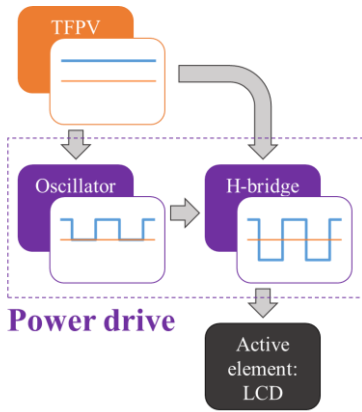 TFPV
Oscillator
H-bridge
Power drive
Active
element:
LCD